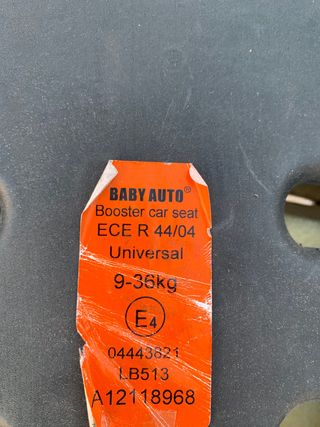 BABY AUTO®
Booster car seat
ECE R 44/04
Universal
9-36kg
E4
04443821
LB513
A12118968